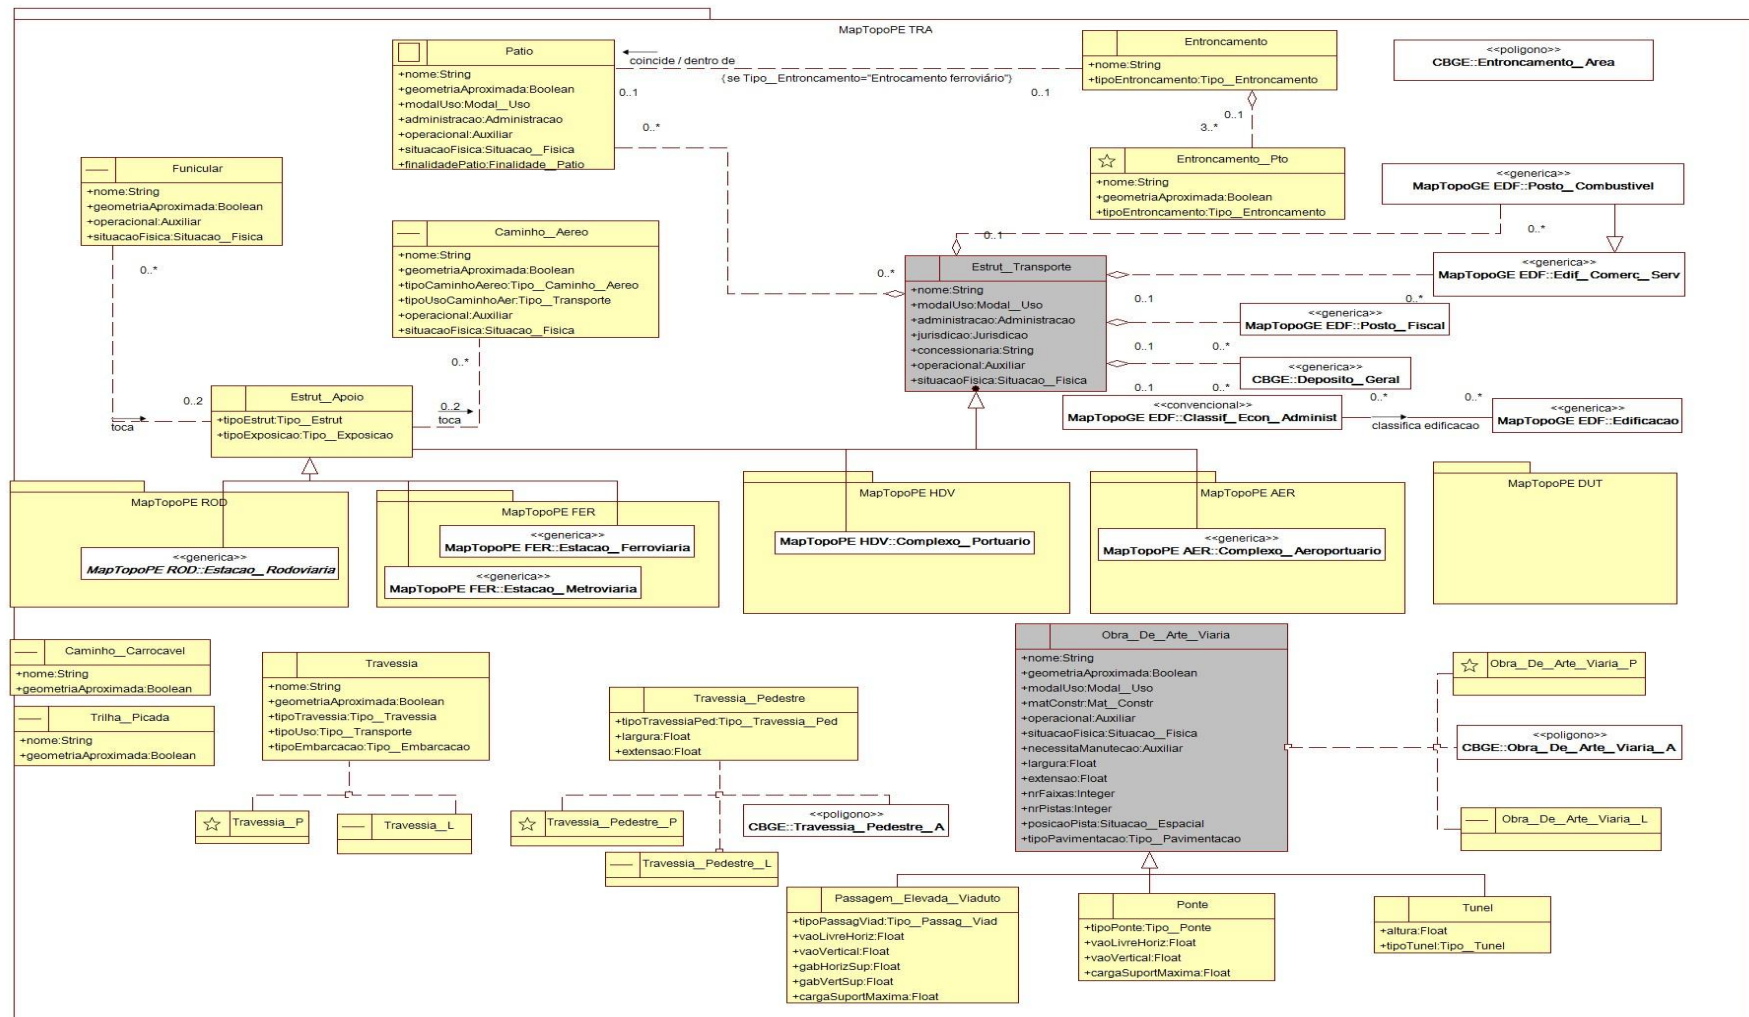 MapTopoPE TRA
Patio
+nome:String
+geometriaAproximada:Boolean
+modalUso:Modal__Uso
+administracao:Administracao
+operacional:Auxiliar
+situacaoFisica:Situacao__Fisica
+finalidadePatio:Finalidade__Patio
coincide / dentro de
{se Tipo__Entroncamento="Entrocamento ferroviário"}
0..1
0..1
0..*
Entroncamento
+nome:String
+tipoEntroncamento:Tipo__Entroncamento
0..1
3..*
<<poligono>>
CBGE::Entroncamento__Area
Entroncamento__Pto
+nome:String
+geometriaAproximada:Boolean
+tipoEntroncamento:Tipo__Entroncamento
<<generica>>
MapTopoGE EDF::Posto__Combustivel
0..1
0..*
Funicular
+nome:String
+geometriaAproximada:Boolean
+operacional:Auxiliar
+situacaoFisica:Situacao__Fisica
0..*
Caminho__Aereo
+nome:String
+geometriaAproximada:Boolean
+tipoCaminhoAereo:Tipo__Caminho__Aereo
+tipoUsoCaminhoAer:Tipo__Transporte
+operacional:Auxiliar
+situacaoFisica:Situacao__Fisica
0..*
0..*
Estrut__Transporte
+nome:String
+modalUso:Modal__Uso
+administracao:Administracao
+jurisdicao:Jurisdicao
+concessionaria:String
+operacional:Auxiliar
+situacaoFisica:Situacao__Fisica
<<generica>>
MapTopoGE EDF::Edif__Comerc__Serv
0..1
0..*
<<generica>>
MapTopoGE EDF::Posto__Fiscal
0..1
0..*
<<generica>>
CBGE::Deposito__Geral
0..1
0..*
<<convencional>>
MapTopoGE EDF::Classif__Econ__Administ
0..*
0..*
classifica edificacao
<<generica>>
MapTopoGE EDF::Edificacao
0..2
toca
Estrut__Apoio
+tipoEstrut:Tipo__Estrut
+tipoExposicao:Tipo__Exposicao
0..2
toca
MapTopoPE ROD
<<generica>>
MapTopoPE ROD::Estacao__Rodoviaria
MapTopoPE FER
<<generica>>
MapTopoPE FER::Estacao__Ferroviaria
<<generica>>
MapTopoPE FER::Estacao__Metroviaria
MapTopoPE HDV
<<generica>>
MapTopoPE HDV::Complexo__Portuario
MapTopoPE AER
<<generica>>
MapTopoPE AER::Complexo__Aeroportuario
MapTopoPE DUT
Caminho__Carrocavel
+nome:String
+geometriaAproximada:Boolean
Trilha__Picada
+nome:String
+geometriaAproximada:Boolean
Travessia
+nome:String
+geometriaAproximada:Boolean
+tipoTravessia:Tipo__Travessia
+tipoUso:Tipo__Transporte
+tipoEmbarcacao:Tipo__Embarcacao
Travessia__P
Travessia__L
Travessia__Pedestre
+tipoTravessiaPed:Tipo__Travessia__Ped
+largura:Float
+extensao:Float
Travessia__Pedestre__P
<<poligono>>
CBGE::Travessia__Pedestre__A
Travessia__Pedestre__L
Obra__De__Arte__Viaria
+nome:String
+geometriaAproximada:Boolean
+modalUso:Modal__Uso
+matConstr:Mat__Constr
+operacional:Auxiliar
+situacaoFisica:Situacao__Fisica
+necessitaManutecao:Auxiliar
+largura:Float
+extensao:Float
+nrFaixas:Integer
+nrPistas:Integer
+posicaoPista:Situacao__Espacial
+tipoPavimentacao:Tipo__Pavimentacao
Obra__De__Arte__Viaria__P
<<poligono>>
CBGE::Obra__De__Arte__Viaria__A
Obra__De__Arte__Viaria__L
Passagem__Elevada__Viaduto
+tipoPassagViad:Tipo__Passag__Viad
+vaoLivreHoriz:Float
+vaoVertical:Float
+gabHorizSup:Float
+gabVertSup:Float
+cargaSuportMaxima:Float
Ponte
+tipoPonte:Tipo__Ponte
+vaoLivreHoriz:Float
+vaoVertical:Float
+cargaSuportMaxima:Float
Tunel
+altura:Float
+tipoTunel:Tipo__Tunel